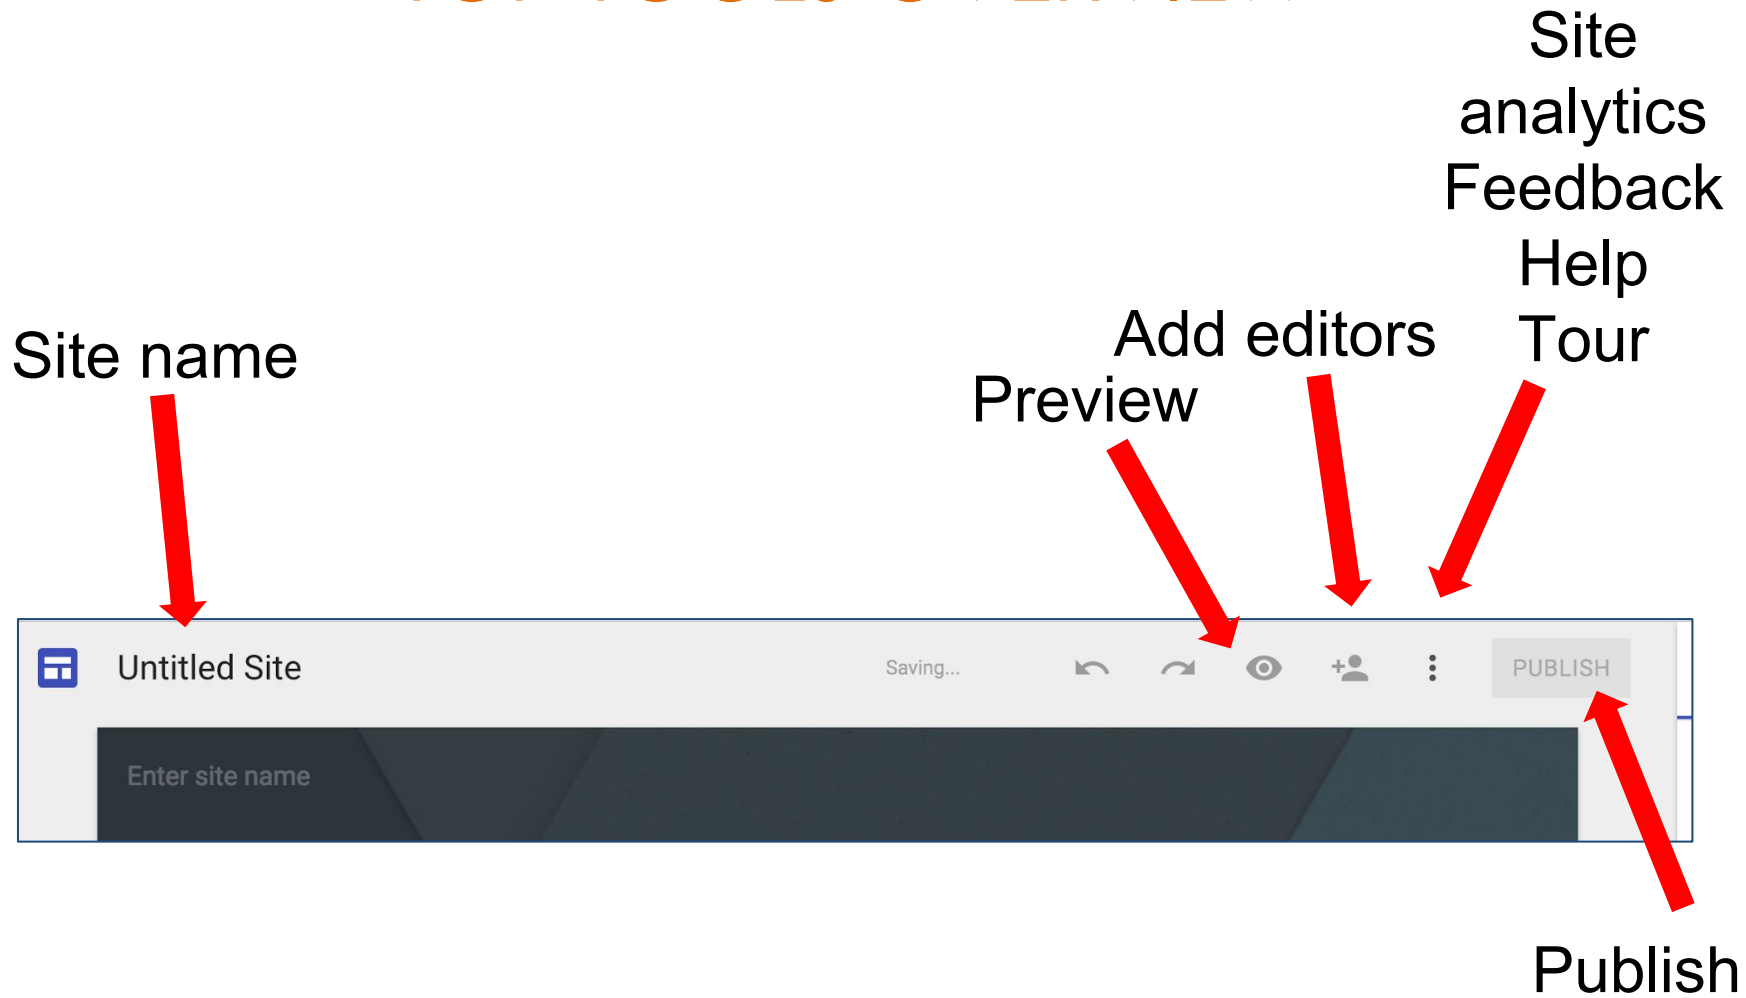 Site
analytics
Feedback
Help
Tour
Add editors
Site name
Preview
Untitled Site
Saving...
PUBLISH
Enter site name
Publish